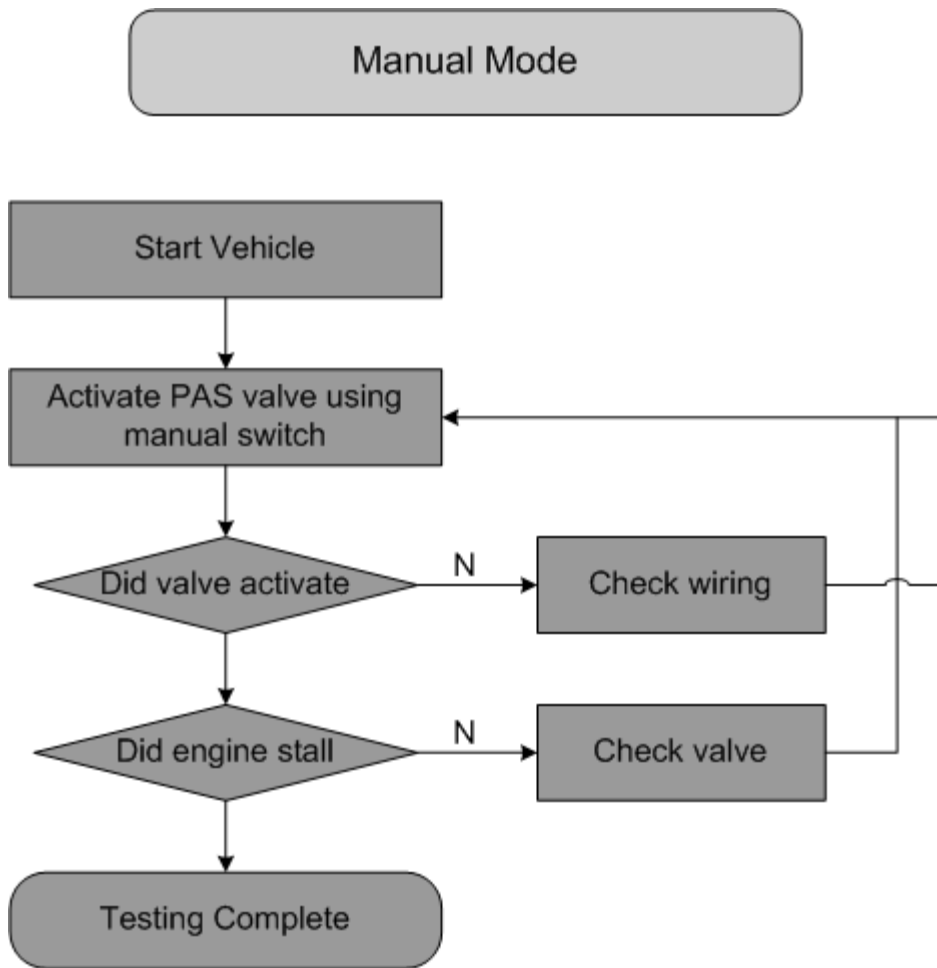 Manual Mode
Start Vehicle
Activate PAS valve using
manual switch
Did valve activate
N
Check wiring
Did engine stall
N
Check valve
Testing Complete